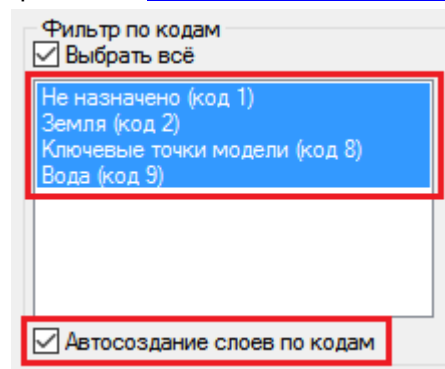 Фильтр по кодам
Выбрать всё
Не назначено (код 1)
Земля (код 2)
Ключевые точки модели (код 8)
Вода (код 9)
Автосоздание слоев по кодам